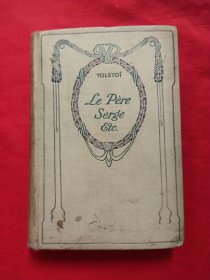 TOLSTOÏ
Le Père
Serge
Etc.